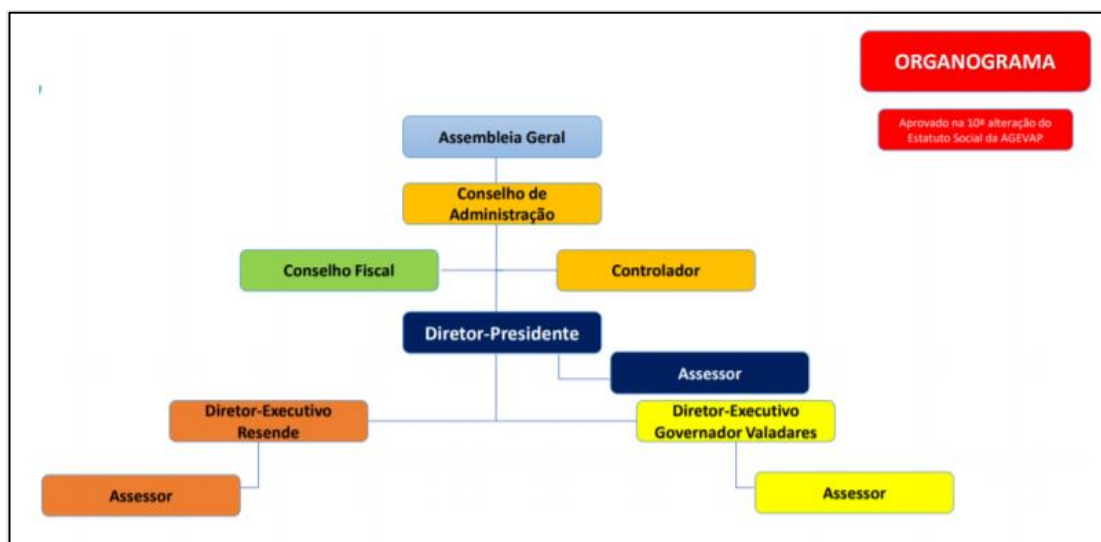 ORGANOGRAMA
Aprovado na 10ª alteração do
Estatuto Social da AGEVAP
Assembleia Geral
Conselho de
Administração
Conselho Fiscal
Controlador
Diretor-Presidente
Assessor
Diretor-Executivo
Resende
Diretor-Executivo
Governador Valadares
Assessor
Assessor